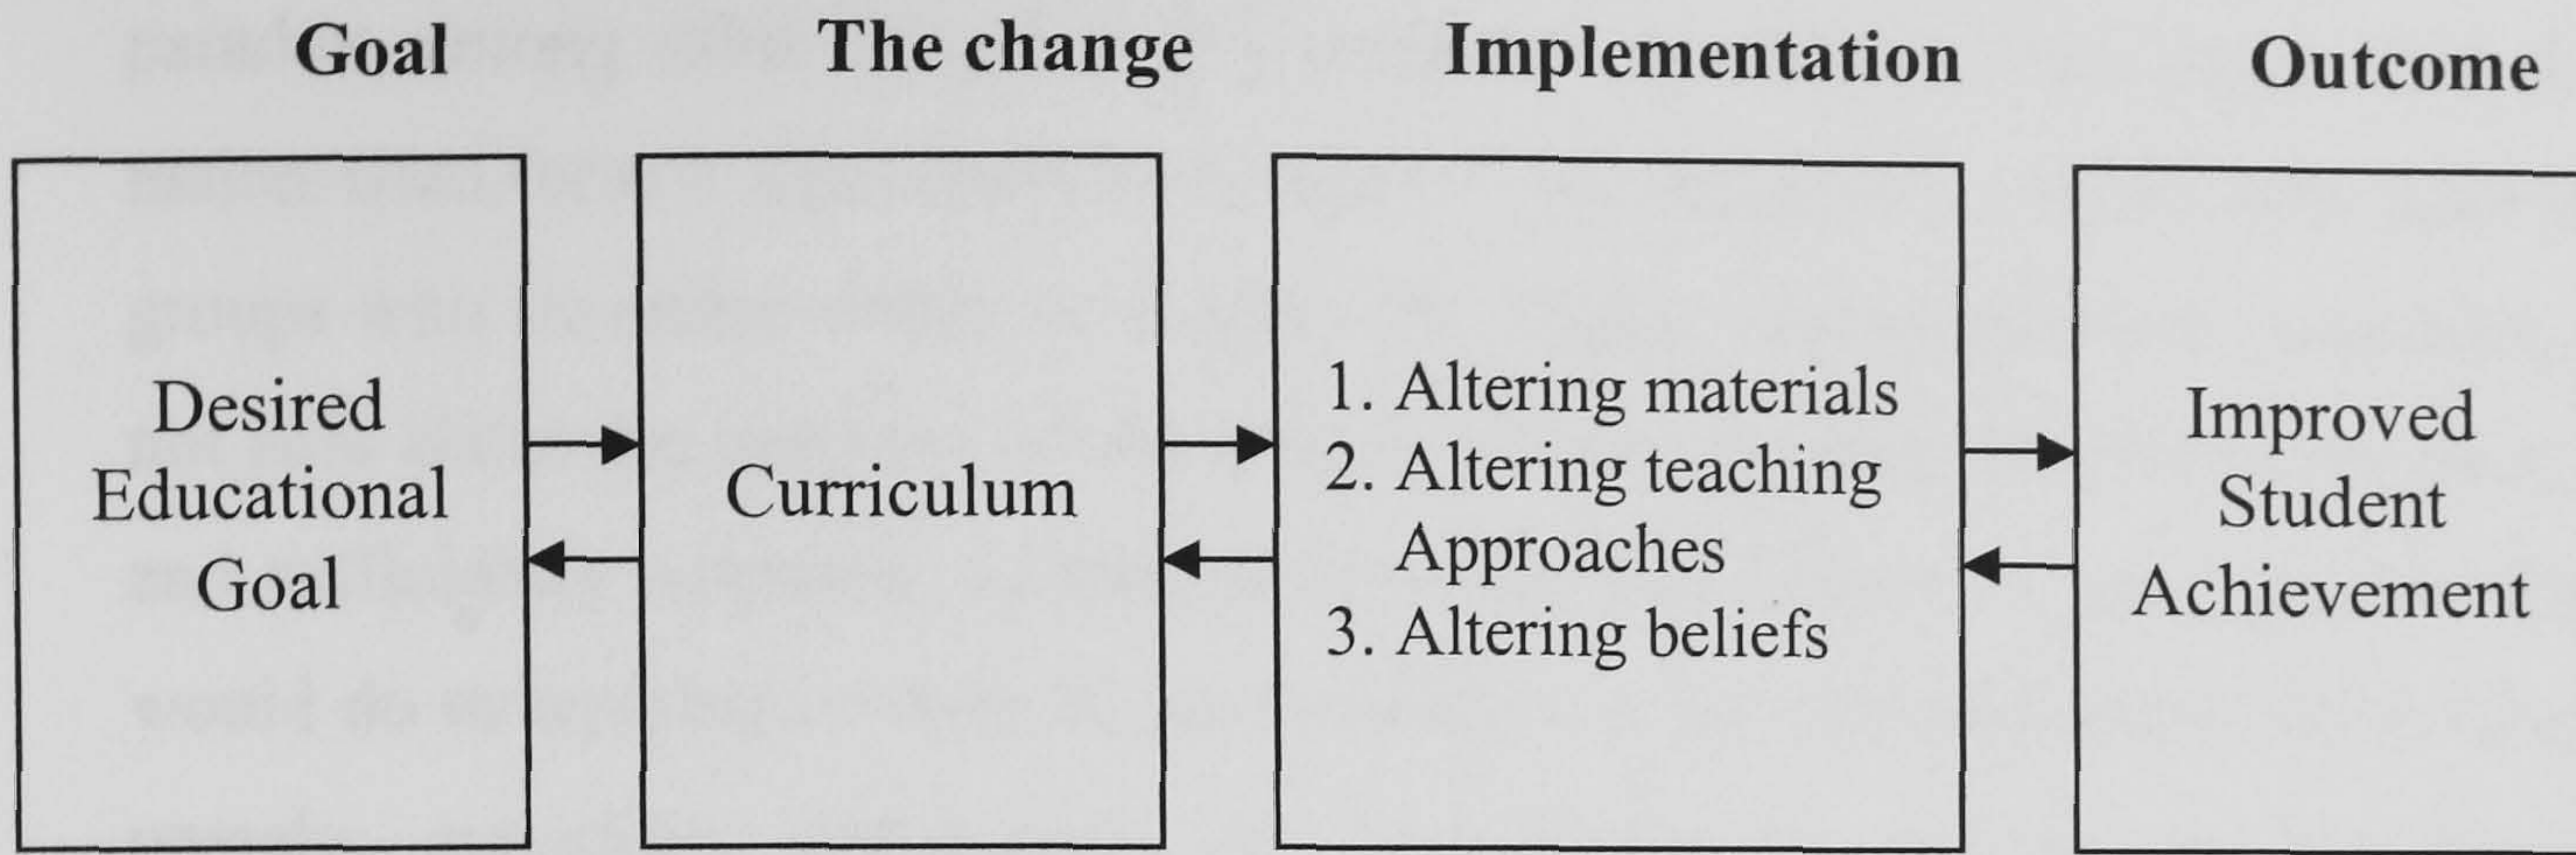 Goal
The change
Implementation
Outcome
Desired
Educational
Goal
Curriculum
1. Altering materials
2. Altering teaching
Approaches
3. Altering beliefs
Improved
Student
Achievement